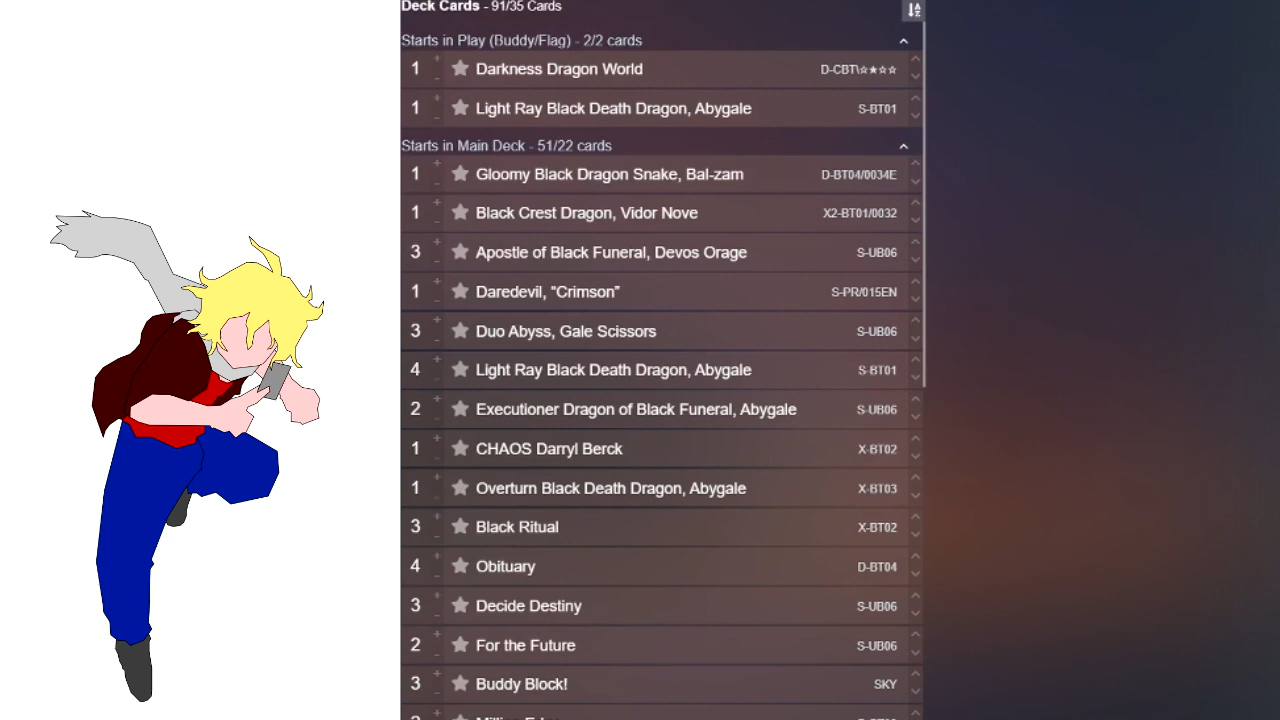 Deck Cards - 91/35 Cards
Starts in Play (Buddy/Flag) - 2/2 cards
1 Darkness Dragon World D-CBT\☆★☆☆
1 Light Ray Black Death Dragon, Abygale S-BT01
Starts in Main Deck - 51/22 cards
1 Gloomy Black Dragon Snake, Bal-zam D-BT04/0034E
1 Black Crest Dragon, Vidor Nove X2-BT01/0032
3 Apostle of Black Funeral, Devos Orage S-UB06
1 Daredevil, “Crimson” S-PR/015EN
3 Duo Abyss, Gale Scissors S-UB06
4 Light Ray Black Death Dragon, Abygale S-BT01
2 Executioner Dragon of Black Funeral, Abygale S-UB06
1 CHAOS Darryl Berck X-BT02
1 Overturn Black Death Dragon, Abygale X-BT03
3 Black Ritual X-BT02
4 Obituary D-BT04
3 Decide Destiny S-UB06
2 For the Future S-UB06
3 Buddy Block! SKY